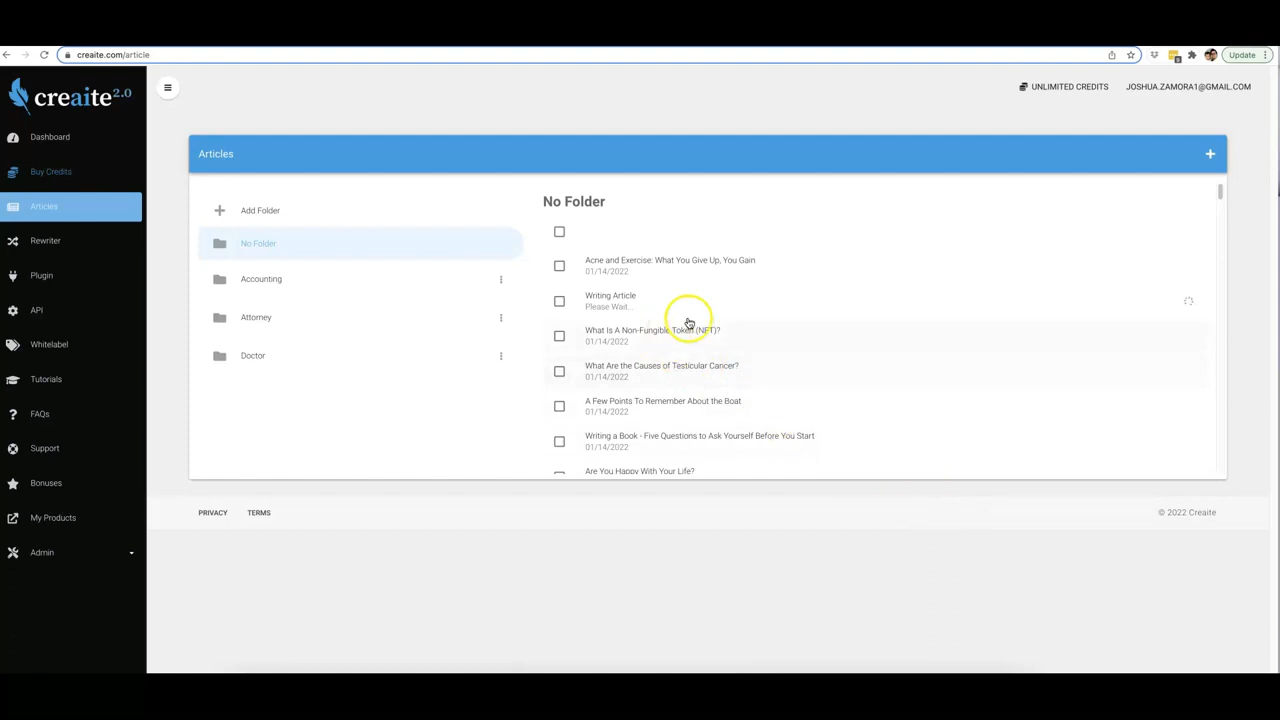 creaite.com/article
Update
creaite2.0
UNLIMITED CREDITS
JOSHUA.ZAMORA1@GMAIL.COM
Dashboard
Buy Credits
Articles
Rewriter
Plugin
API
Whitelabel
Tutorials
FAQs
Support
Bonuses
My Products
Admin
Articles
Add Folder
No Folder
Accounting
Attorney
Doctor
No Folder
Acne and Exercise: What You Give Up, You Gain
01/14/2022
Writing Article
Please Wait...
What Is A Non-Fungible Token (NFT)?
01/14/2022
What Are the Causes of Testicular Cancer?
01/14/2022
A Few Points To Remember About the Boat
01/14/2022
Writing a Book - Five Questions to Ask Yourself Before You Start
01/14/2022
Are You Happy With Your Life?
PRIVACY
TERMS
© 2022 Creaite